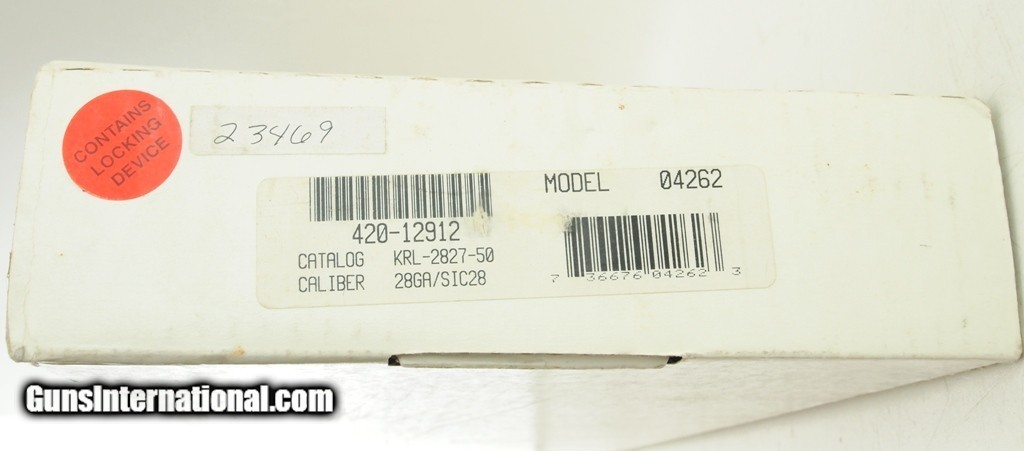 CONTAINS
LOCKING
DEVICE
23469
MODEL 04262
420-12912
CATALOG KRL-2827-50
CALIBER 28GA/SIC28
7 36676 04262 3
GunsInternational.com